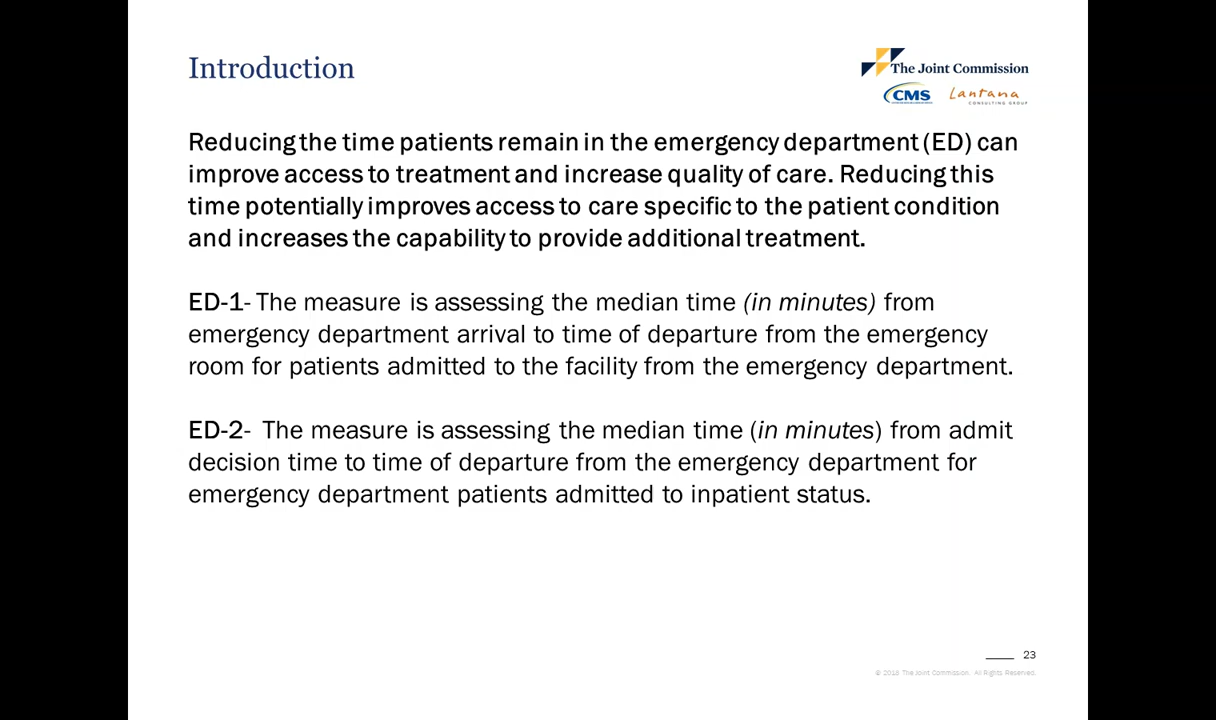 Introduction
The Joint Commission
CMS Lantana
CONSULTING GROUP
Reducing the time patients remain in the emergency department (ED) can
improve access to treatment and increase quality of care. Reducing this
time potentially improves access to care specific to the patient condition
and increases the capability to provide additional treatment.
ED-1- The measure is assessing the median time (in minutes) from
emergency department arrival to time of departure from the emergency
room for patients admitted to the facility from the emergency department.
ED-2- The measure is assessing the median time (in minutes) from admit
decision time to time of departure from the emergency department for
emergency department patients admitted to inpatient status.
23
© 2018 The Joint Commission. All Rights Reserved.